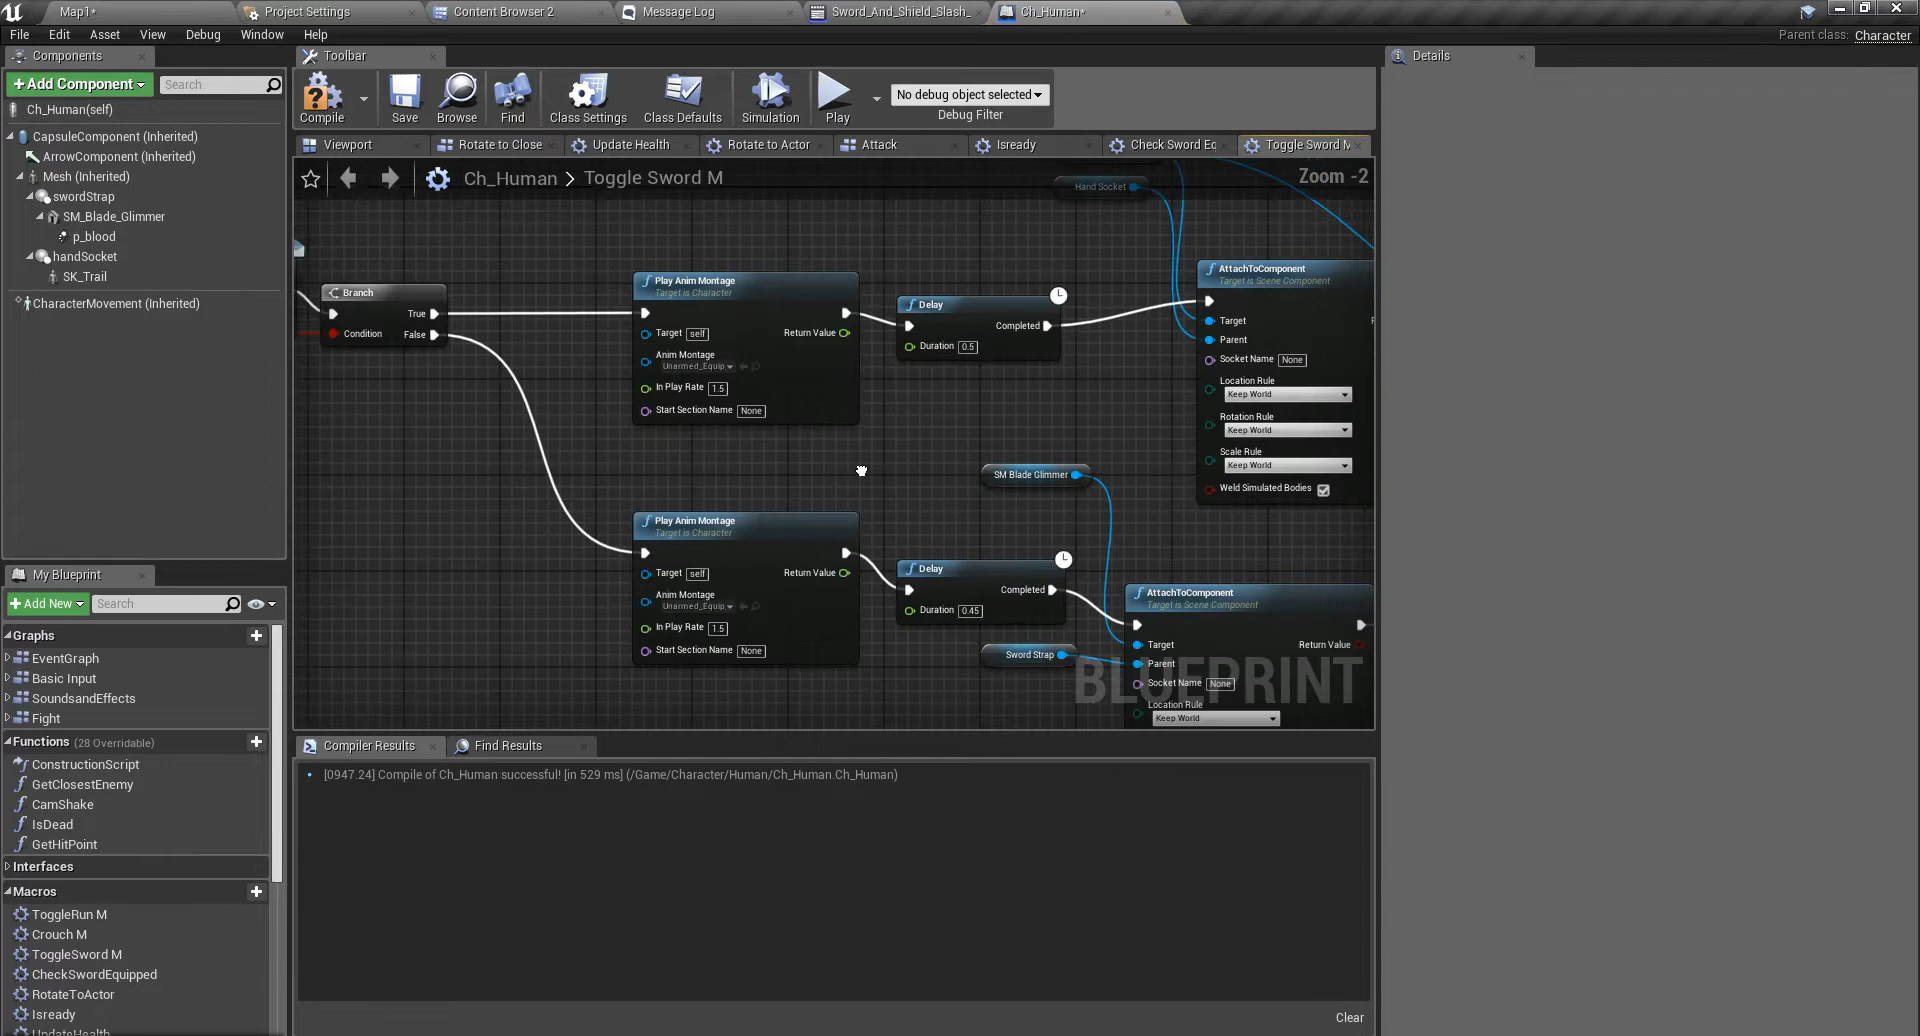 Map1*
Project Settings
Content Browser 2
Message Log
Sword_And_Shield_Slash_
Ch_Human*
File Edit Asset View Debug Window Help
Parent class: Character
Components
Toolbar
Details
+ Add Component
Search
Ch_Human(self)
CapsuleComponent (Inherited)
ArrowComponent (Inherited)
Mesh (Inherited)
swordStrap
SM_Blade_Glimmer
p_blood
handSocket
SK_Trail
CharacterMovement (Inherited)
Compile
Save
Browse
Find
Class Settings
Class Defaults
Simulation
Play
No debug object selected
Debug Filter
Viewport
Rotate to Close
Update Health
Rotate to Actor
Attack
Isready
Check Sword Ec
Toggle Sword M
Ch_Human > Toggle Sword M
Zoom -2
Hand Socket
Branch
True
Condition
False
Play Anim Montage
Target is Character
Target self
Return Value
Anim Montage
Unarmed_Equip
In Play Rate 1.5
Start Section Name None
Delay
Completed
Duration 0.5
AttachToComponent
Target is Scene Component
Target
Parent
Socket Name None
Location Rule
Keep World
Rotation Rule
Keep World
Scale Rule
Keep World
Weld Simulated Bodies
SM Blade Glimmer
Play Anim Montage
Target is Character
Target self
Return Value
Anim Montage
Unarmed_Equip
In Play Rate 1.5
Start Section Name None
Delay
Completed
Duration 0.45
Sword Strap
AttachToComponent
Target is Scene Component
Target
Return Value
Parent
Socket Name None
Location Rule
Keep World
BLUEPRINT
My Blueprint
+ Add New
Search
Graphs
EventGraph
Basic Input
SoundsandEffects
Fight
Functions (28 Overridable)
ConstructionScript
GetClosestEnemy
CamShake
IsDead
GetHitPoint
Interfaces
Macros
ToggleRun M
Crouch M
ToggleSword M
CheckSwordEquipped
RotateToActor
Isready
UpdateHealth
Compiler Results
Find Results
[0947.24] Compile of Ch_Human successful! [in 529 ms] (/Game/Character/Human/Ch_Human.Ch_Human)
Clear